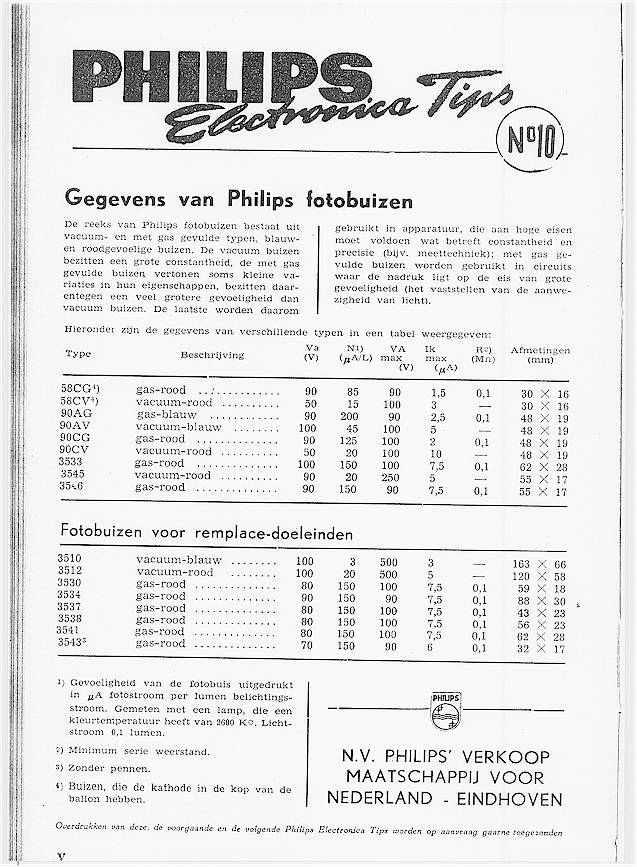 PHILIPS
Electronica Tips
Nº10
Gegevens van Philips fotobuizen
De reeks van Philips fotobuizen bestaat uit
vacuum- en met gas gevulde typen, blauw-
en roodgevoelige buizen. De vacuum buizen
bezitten een grote constantheid, de met gas
gevulde buizen vertonen soms kleine va-
riaties in hun eigenschappen, bezitten daar-
entegen een veel grotere gevoeligheid dan
vacuum buizen. De laatste worden daarom
gebruikt in apparatuur, die aan hoge eisen
moet voldoen wat betreft constantheid en
precisie (bijv. meettechniek); met gas ge-
vulde buizen worden gebruikt in circuits
waar de nadruk ligt op de eis van grote
gevoeligheid (het vaststellen van de aanwe-
zigheid van licht).
Hieronder zijn de gegevens van verschillende typen in een tabel weergegeven:
Type Beschrijving Va (V) N¹) (µA/L) VA max (V) Ik max (µA) R²) (MΩ) Afmetingen (mm)
58CG⁴) gas-rood ............ 90 85 90 1,5 0,1 30 × 16
58CV⁴) vacuum-rood .......... 50 15 100 3 — 30 × 16
90AG gas-blauw ............ 90 200 90 2,5 0,1 48 × 19
90AV vacuum-blauw ........ 100 45 100 5 — 48 × 19
90CG gas-rood .............. 90 125 100 2 0,1 48 × 19
90CV vacuum-rood .......... 50 20 100 10 — 48 × 19
3533 gas-rood .............. 100 150 100 7,5 0,1 62 × 28
3545 vacuum-rood .......... 90 20 250 5 — 55 × 17
gas-rood .............. 90 150 90 7,5 0,1 55 × 17
Fotobuizen voor remplace-doeleinden
3510 vacuum-blauw ........ 100 3 500 3 — 163 × 66
3512 vacuum-rood ........ 100 20 500 5 — 120 × 58
3530 gas-rood .............. 80 150 100 7,5 0,1 59 × 18
3534 gas-rood .............. 90 150 90 7,5 0,1 88 × 30
3537 gas-rood .............. 80 150 100 7,5 0,1 43 × 23
3538 gas-rood .............. 80 150 100 7,5 0,1 56 × 23
3541 gas-rood .............. 80 150 100 7,5 0,1 62 × 28
3543³ gas-rood .............. 70 150 90 6 0,1 32 × 17
¹) Gevoeligheid van de fotobuis uitgedrukt
in µA fotostroom per lumen belichtings-
stroom. Gemeten met een lamp, die een
kleurtemperatuur heeft van 2600 K°. Licht-
stroom 0,1 lumen.
²) Minimum serie weerstand.
³) Zonder pennen.
⁴) Buizen, die de kathode in de kop van de
ballon hebben.
PHILIPS
N.V. PHILIPS' VERKOOP
MAATSCHAPPIJ VOOR
NEDERLAND - EINDHOVEN
Overdrukken van deze, de voorgaande en de volgende Philips Electronica Tips worden op aanvraag gaarne toegezonden
V